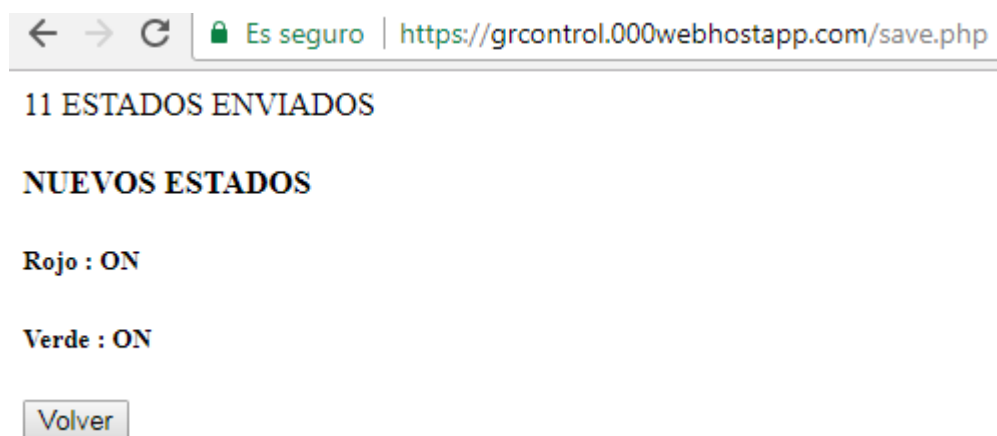 Es seguro | https://grcontrol.000webhostapp.com/save.php
11 ESTADOS ENVIADOS
NUEVOS ESTADOS
Rojo : ON
Verde : ON
Volver